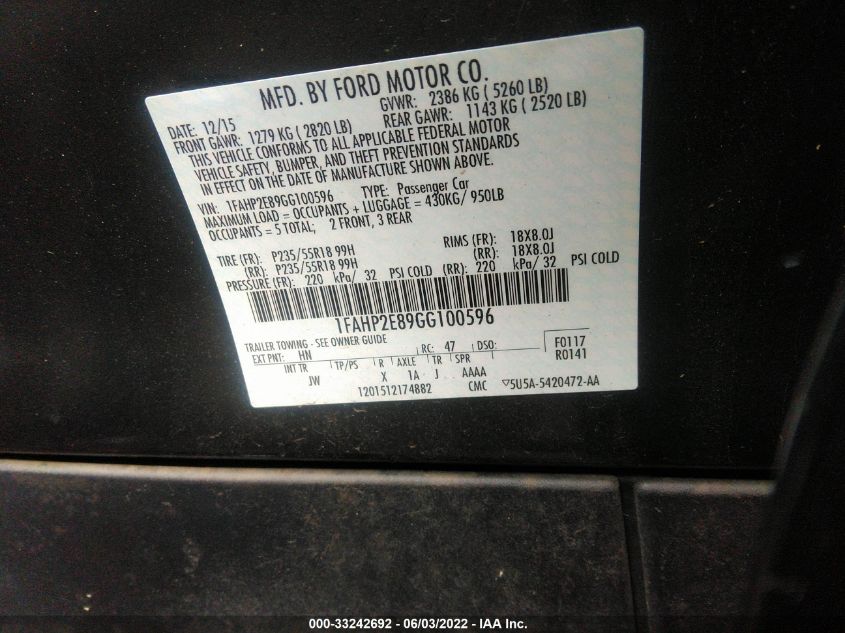 MFD. BY FORD MOTOR CO.
DATE: 12/15 GVWR: 2386 KG ( 5260 LB)
FRONT GAWR: 1279 KG ( 2820 LB) REAR GAWR: 1143 KG ( 2520 LB)
THIS VEHICLE CONFORMS TO ALL APPLICABLE FEDERAL MOTOR
VEHICLE SAFETY, BUMPER, AND THEFT PREVENTION STANDARDS
IN EFFECT ON THE DATE OF MANUFACTURE SHOWN ABOVE.
VIN: 1FAHP2E89GG100596 TYPE: Passenger Car
MAXIMUM LOAD = OCCUPANTS + LUGGAGE = 430KG/ 950LB
OCCUPANTS = 5 TOTAL; 2 FRONT, 3 REAR
TIRE (FR): P235/55R18 99H RIMS (FR): 18X8.0J
(RR): P235/55R18 99H (RR): 18X8.0J
PRESSURE (FR): 220 kPa/ 32 PSI COLD (RR): 220 kPa/ 32 PSI COLD
1FAHP2E89GG100596
TRAILER TOWING - SEE OWNER GUIDE
EXT PNT: HN RC: 47 DSO: F0117
R0141
INT TR TP/PS R AXLE TR SPR
JW X 1A J AAAA
1201512174882 CMC ▽5U5A-5420472-AA
000-33242692 - 06/03/2022 - IAA Inc.